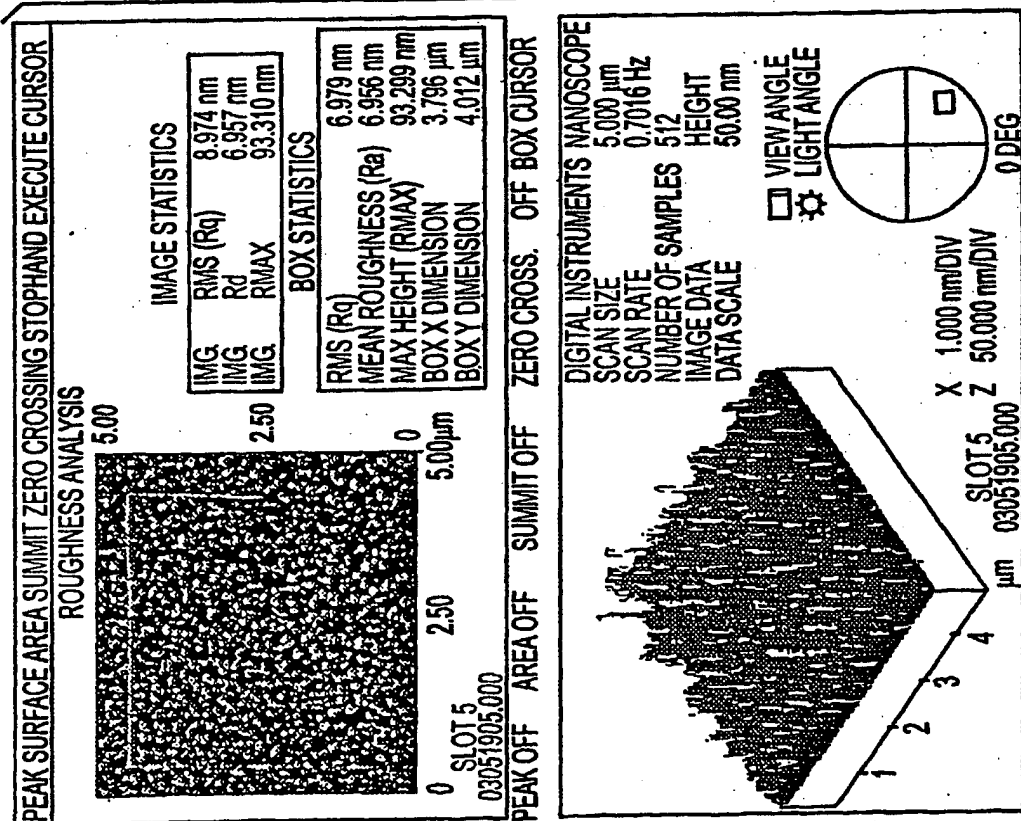 PEAK SURFACE AREA SUMMIT ZERO CROSSING STOPHAND EXECUTE CURSOR
ROUGHNESS ANALYSIS
IMAGE STATISTICS
IMG. RMS (Rq) 8.974 nm
IMG. Rd 6.957 nm
IMG. RMAX 93.310 nm
BOX STATISTICS
RMS (Rq) 6.979 nm
MEAN ROUGHNESS (Ra) 6.956 nm
MAX HEIGHT (RMAX) 93.299 nm
BOX X DIMENSION 3.796 µm
BOX Y DIMENSION 4.012 µm
5.00
2.50
0
0 2.50 5.00µm
SLOT 5
03051905.000
PEAK OFF AREA OFF SUMMIT OFF ZERO CROSS. OFF BOX CURSOR
DIGITAL INSTRUMENTS NANOSCOPE
SCAN SIZE 5.000 µm
SCAN RATE 0.7016 Hz
NUMBER OF SAMPLES 512
IMAGE DATA HEIGHT
DATA SCALE 50.00 nm
VIEW ANGLE
LIGHT ANGLE
0 DEG
X 1.000 nm/DIV
Z 50.000 nm/DIV
1 2 3 4 µm
SLOT 5
03051905.000